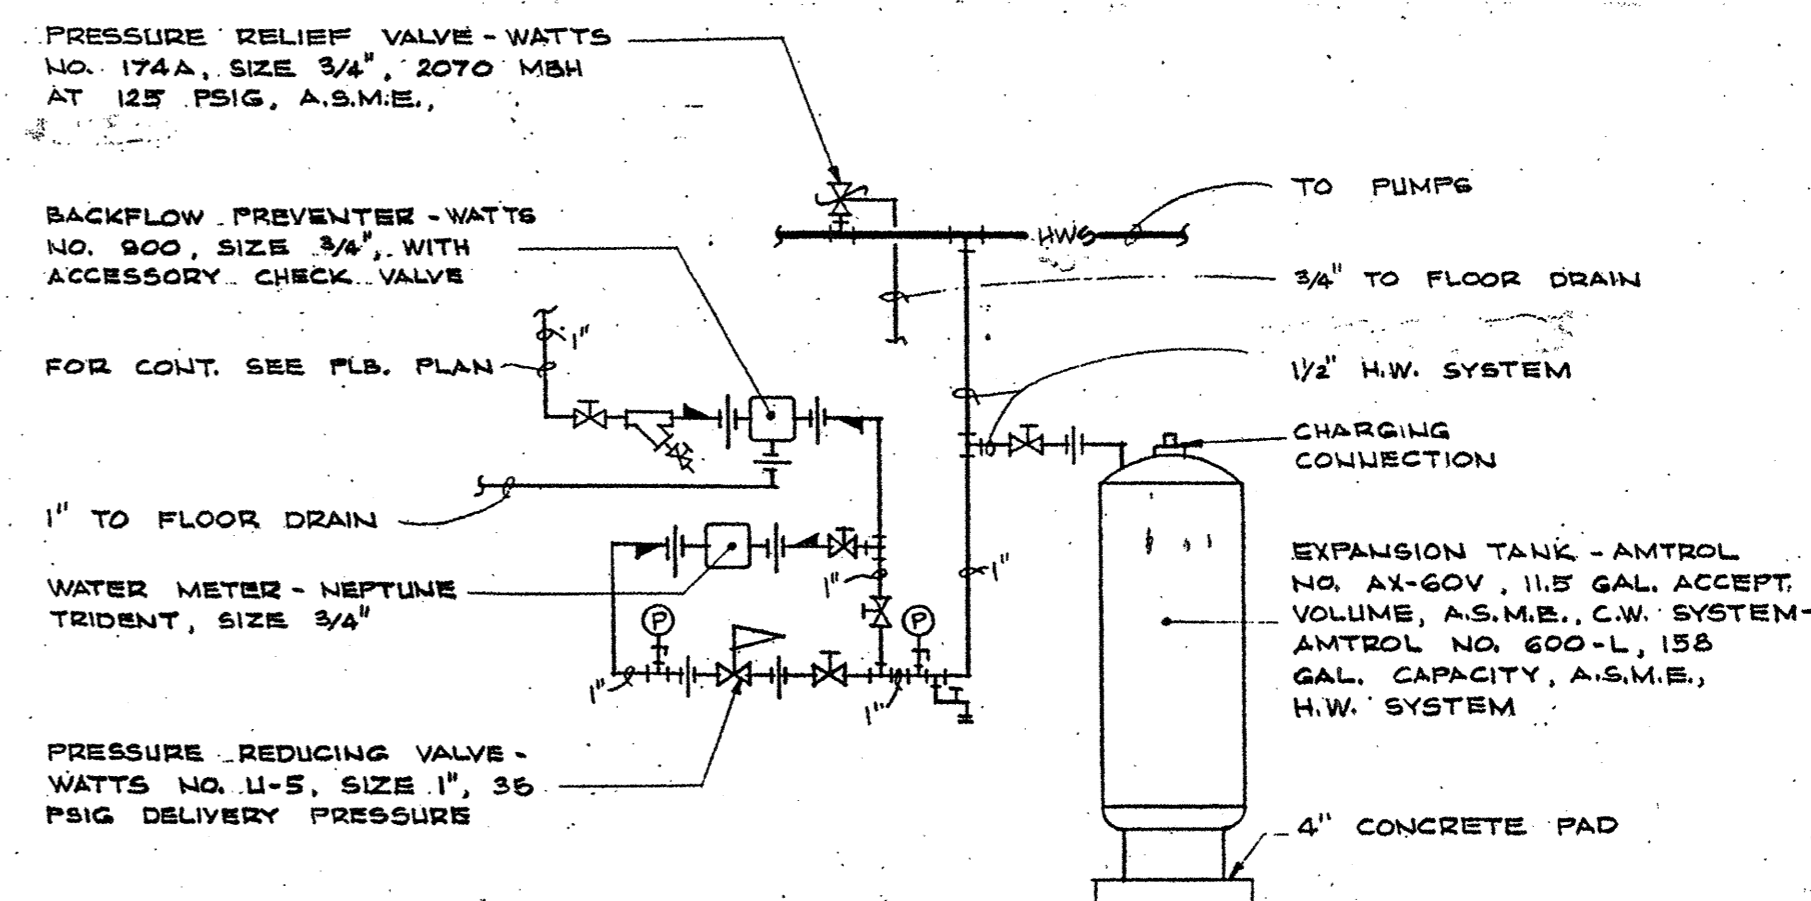 PRESSURE RELIEF VALVE - WATTS
NO. 174A, SIZE 3/4", 2070 MBH
AT 125 PSIG, A.S.M.E.,
BACKFLOW PREVENTER - WATTS
NO. 900, SIZE 3/4", WITH
ACCESSORY CHECK VALVE
1"
FOR CONT. SEE PLB. PLAN
1" TO FLOOR DRAIN
WATER METER - NEPTUNE
TRIDENT, SIZE 3/4"
PRESSURE REDUCING VALVE -
WATTS NO. U-5, SIZE 1", 35
PSIG DELIVERY PRESSURE
P
P
1"
1"
1"
1"
HWS
TO PUMPS
3/4" TO FLOOR DRAIN
1 1/2" H.W. SYSTEM
CHARGING
CONNECTION
EXPANSION TANK - AMTROL
NO. AX-60V, 11.5 GAL. ACCEPT.
VOLUME, A.S.M.E., C.W. SYSTEM-
AMTROL NO. 600-L, 158
GAL. CAPACITY, A.S.M.E.,
H.W. SYSTEM
4" CONCRETE PAD